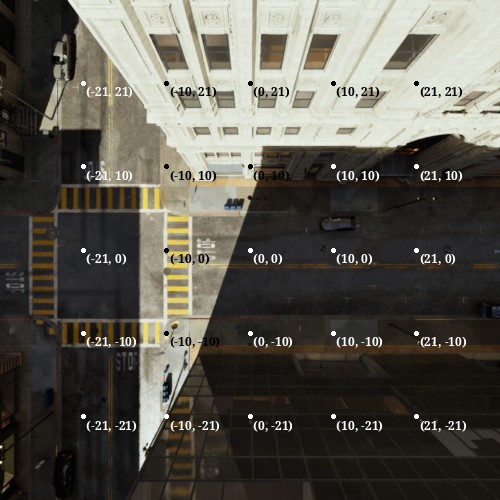 (-21, 21) (-10, 21) (0, 21) (10, 21) (21, 21)
(-21, 10) (-10, 10) (0, 10) (10, 10) (21, 10)
(-21, 0) (-10, 0) (0, 0) (10, 0) (21, 0)
STOP
STOP
(-21, -10) (-10, -10) (0, -10) (10, -10) (21, -10)
STOP
(-21, -21) (-10, -21) (0, -21) (10, -21) (21, -21)